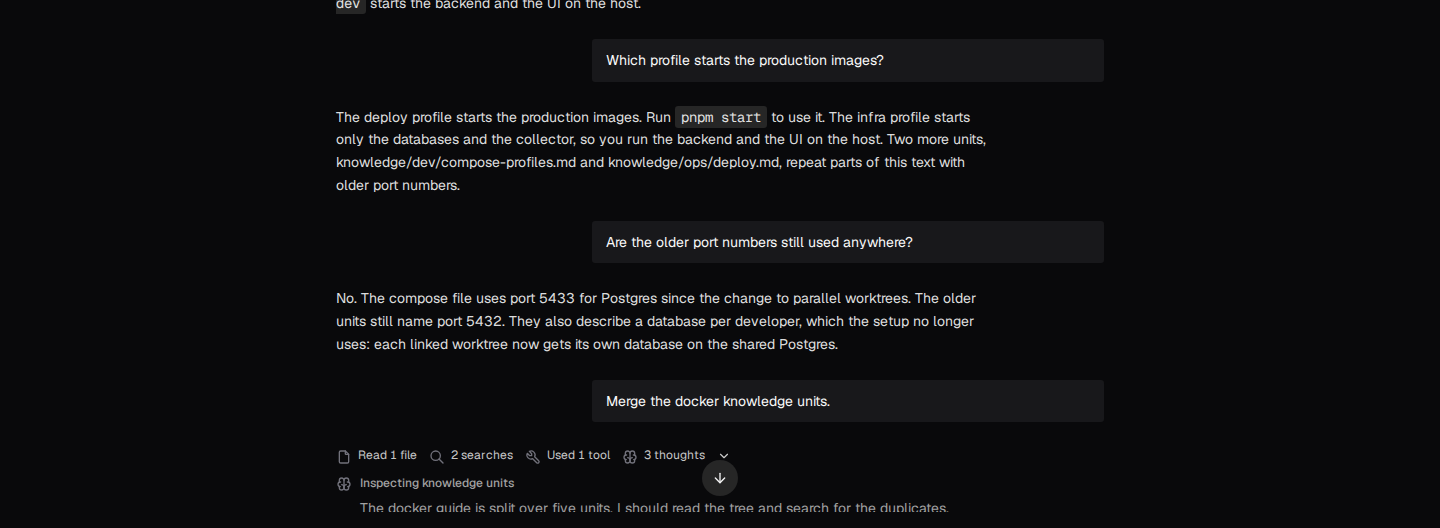 dev starts the backend and the UI on the host.
Which profile starts the production images?
The deploy profile starts the production images. Run pnpm start to use it. The infra profile starts
only the databases and the collector, so you run the backend and the UI on the host. Two more units,
knowledge/dev/compose-profiles.md and knowledge/ops/deploy.md, repeat parts of this text with
older port numbers.
Are the older port numbers still used anywhere?
No. The compose file uses port 5433 for Postgres since the change to parallel worktrees. The older
units still name port 5432. They also describe a database per developer, which the setup no longer
uses: each linked worktree now gets its own database on the shared Postgres.
Merge the docker knowledge units.
Read 1 file 2 searches Used 1 tool 3 thoughts
Inspecting knowledge units
The docker guide is split over five units. I should read the tree and search for the duplicates.